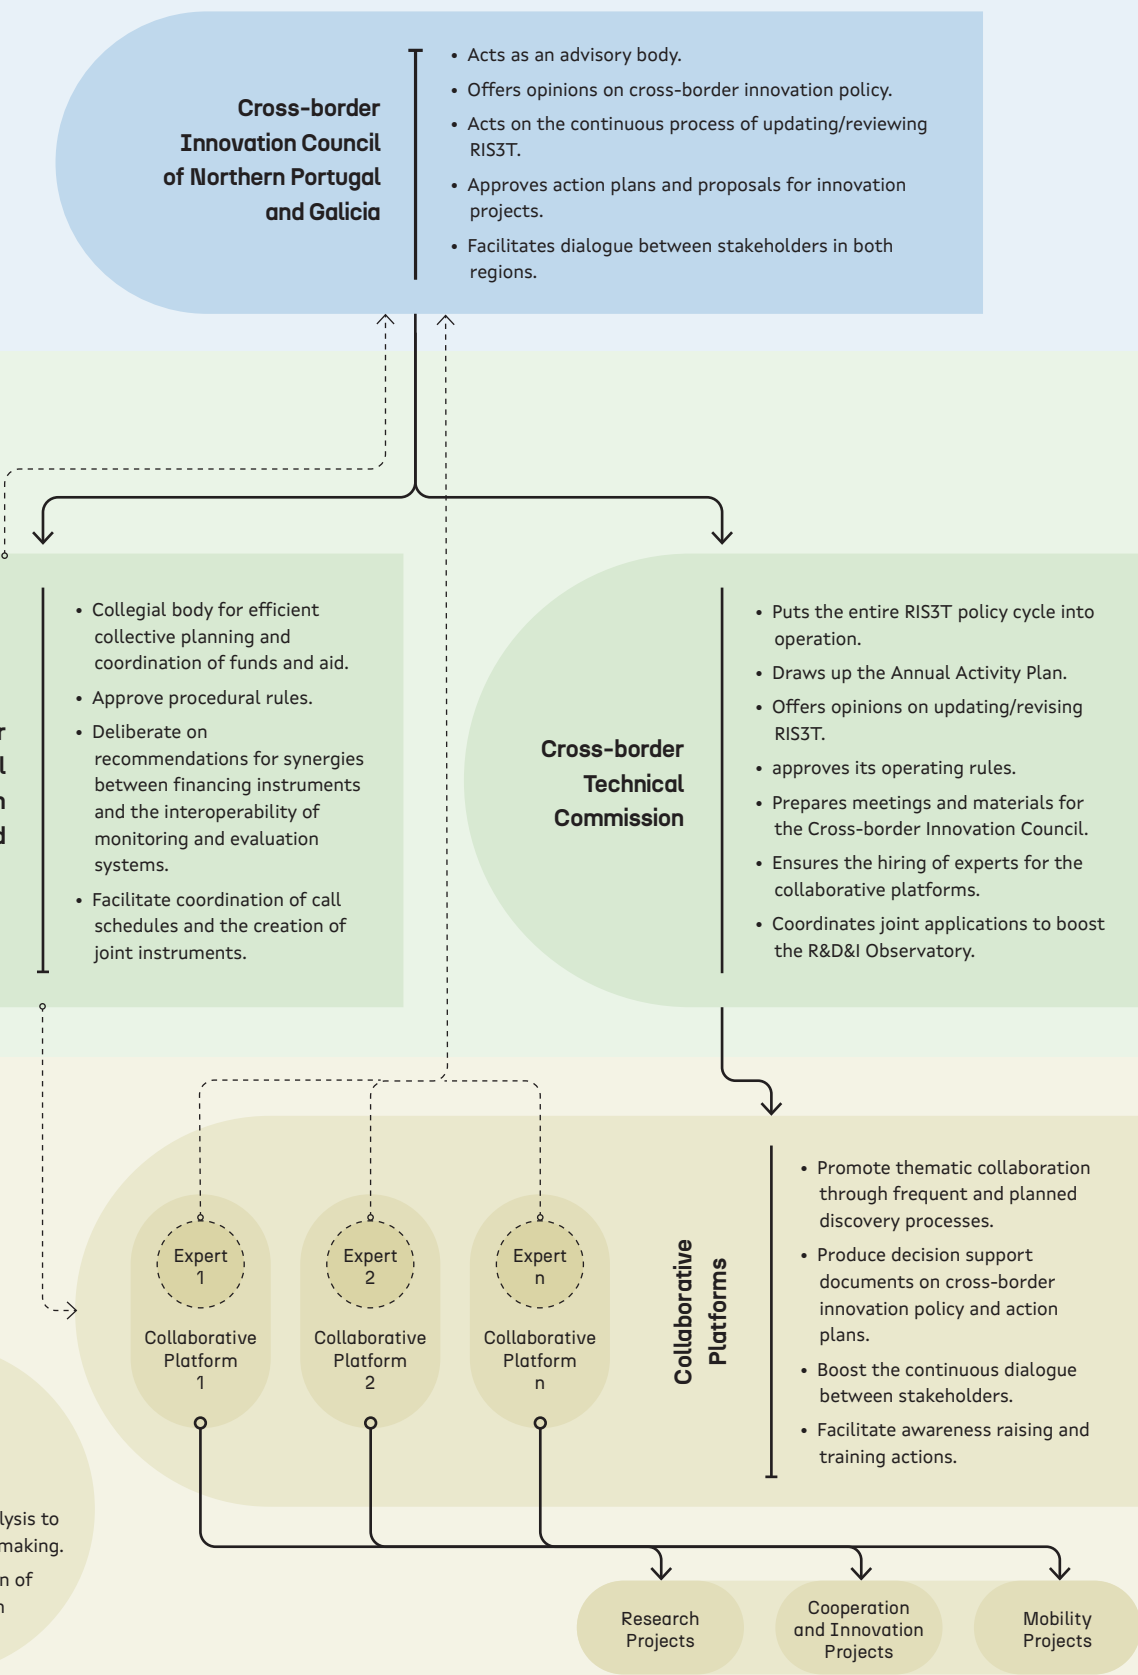 Cross-border
Innovation Council
of Northern Portugal
and Galicia
• Acts as an advisory body.
• Offers opinions on cross-border innovation policy.
• Acts on the continuous process of updating/reviewing
RIS3T.
• Approves action plans and proposals for innovation
projects.
• Facilitates dialogue between stakeholders in both
regions.
• Collegial body for efficient
collective planning and
coordination of funds and aid.
• Approve procedural rules.
• Deliberate on
recommendations for synergies
between financing instruments
and the interoperability of
monitoring and evaluation
systems.
• Facilitate coordination of call
schedules and the creation of
joint instruments.
Cross-border
Technical
Commission
• Puts the entire RIS3T policy cycle into
operation.
• Draws up the Annual Activity Plan.
• Offers opinions on updating/revising
RIS3T.
• approves its operating rules.
• Prepares meetings and materials for
the Cross-border Innovation Council.
• Ensures the hiring of experts for the
collaborative platforms.
• Coordinates joint applications to boost
the R&D&I Observatory.
Expert
1
Collaborative
Platform
1
Expert
2
Collaborative
Platform
2
Expert
n
Collaborative
Platform
n
Collaborative
Platforms
• Promote thematic collaboration
through frequent and planned
discovery processes.
• Produce decision support
documents on cross-border
innovation policy and action
plans.
• Boost the continuous dialogue
between stakeholders.
• Facilitate awareness raising and
training actions.
lysis to
making.
n of
Research
Projects
Cooperation
and Innovation
Projects
Mobility
Projects